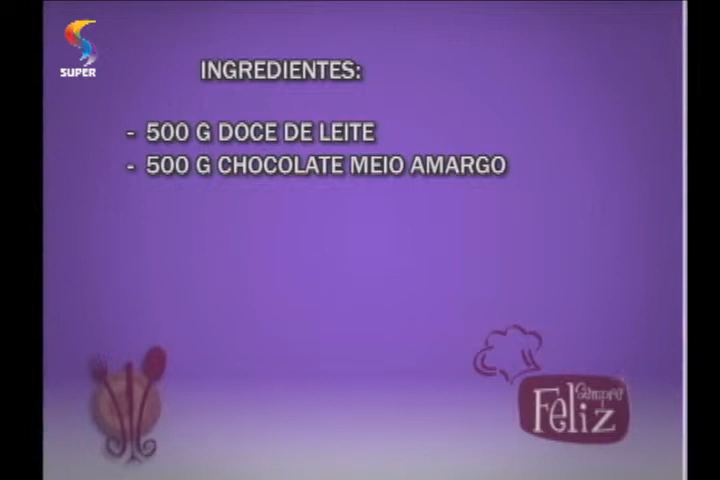 SUPER
INGREDIENTES:
- 500 G DOCE DE LEITE
- 500 G CHOCOLATE MEIO AMARGO
Sempre
Feliz